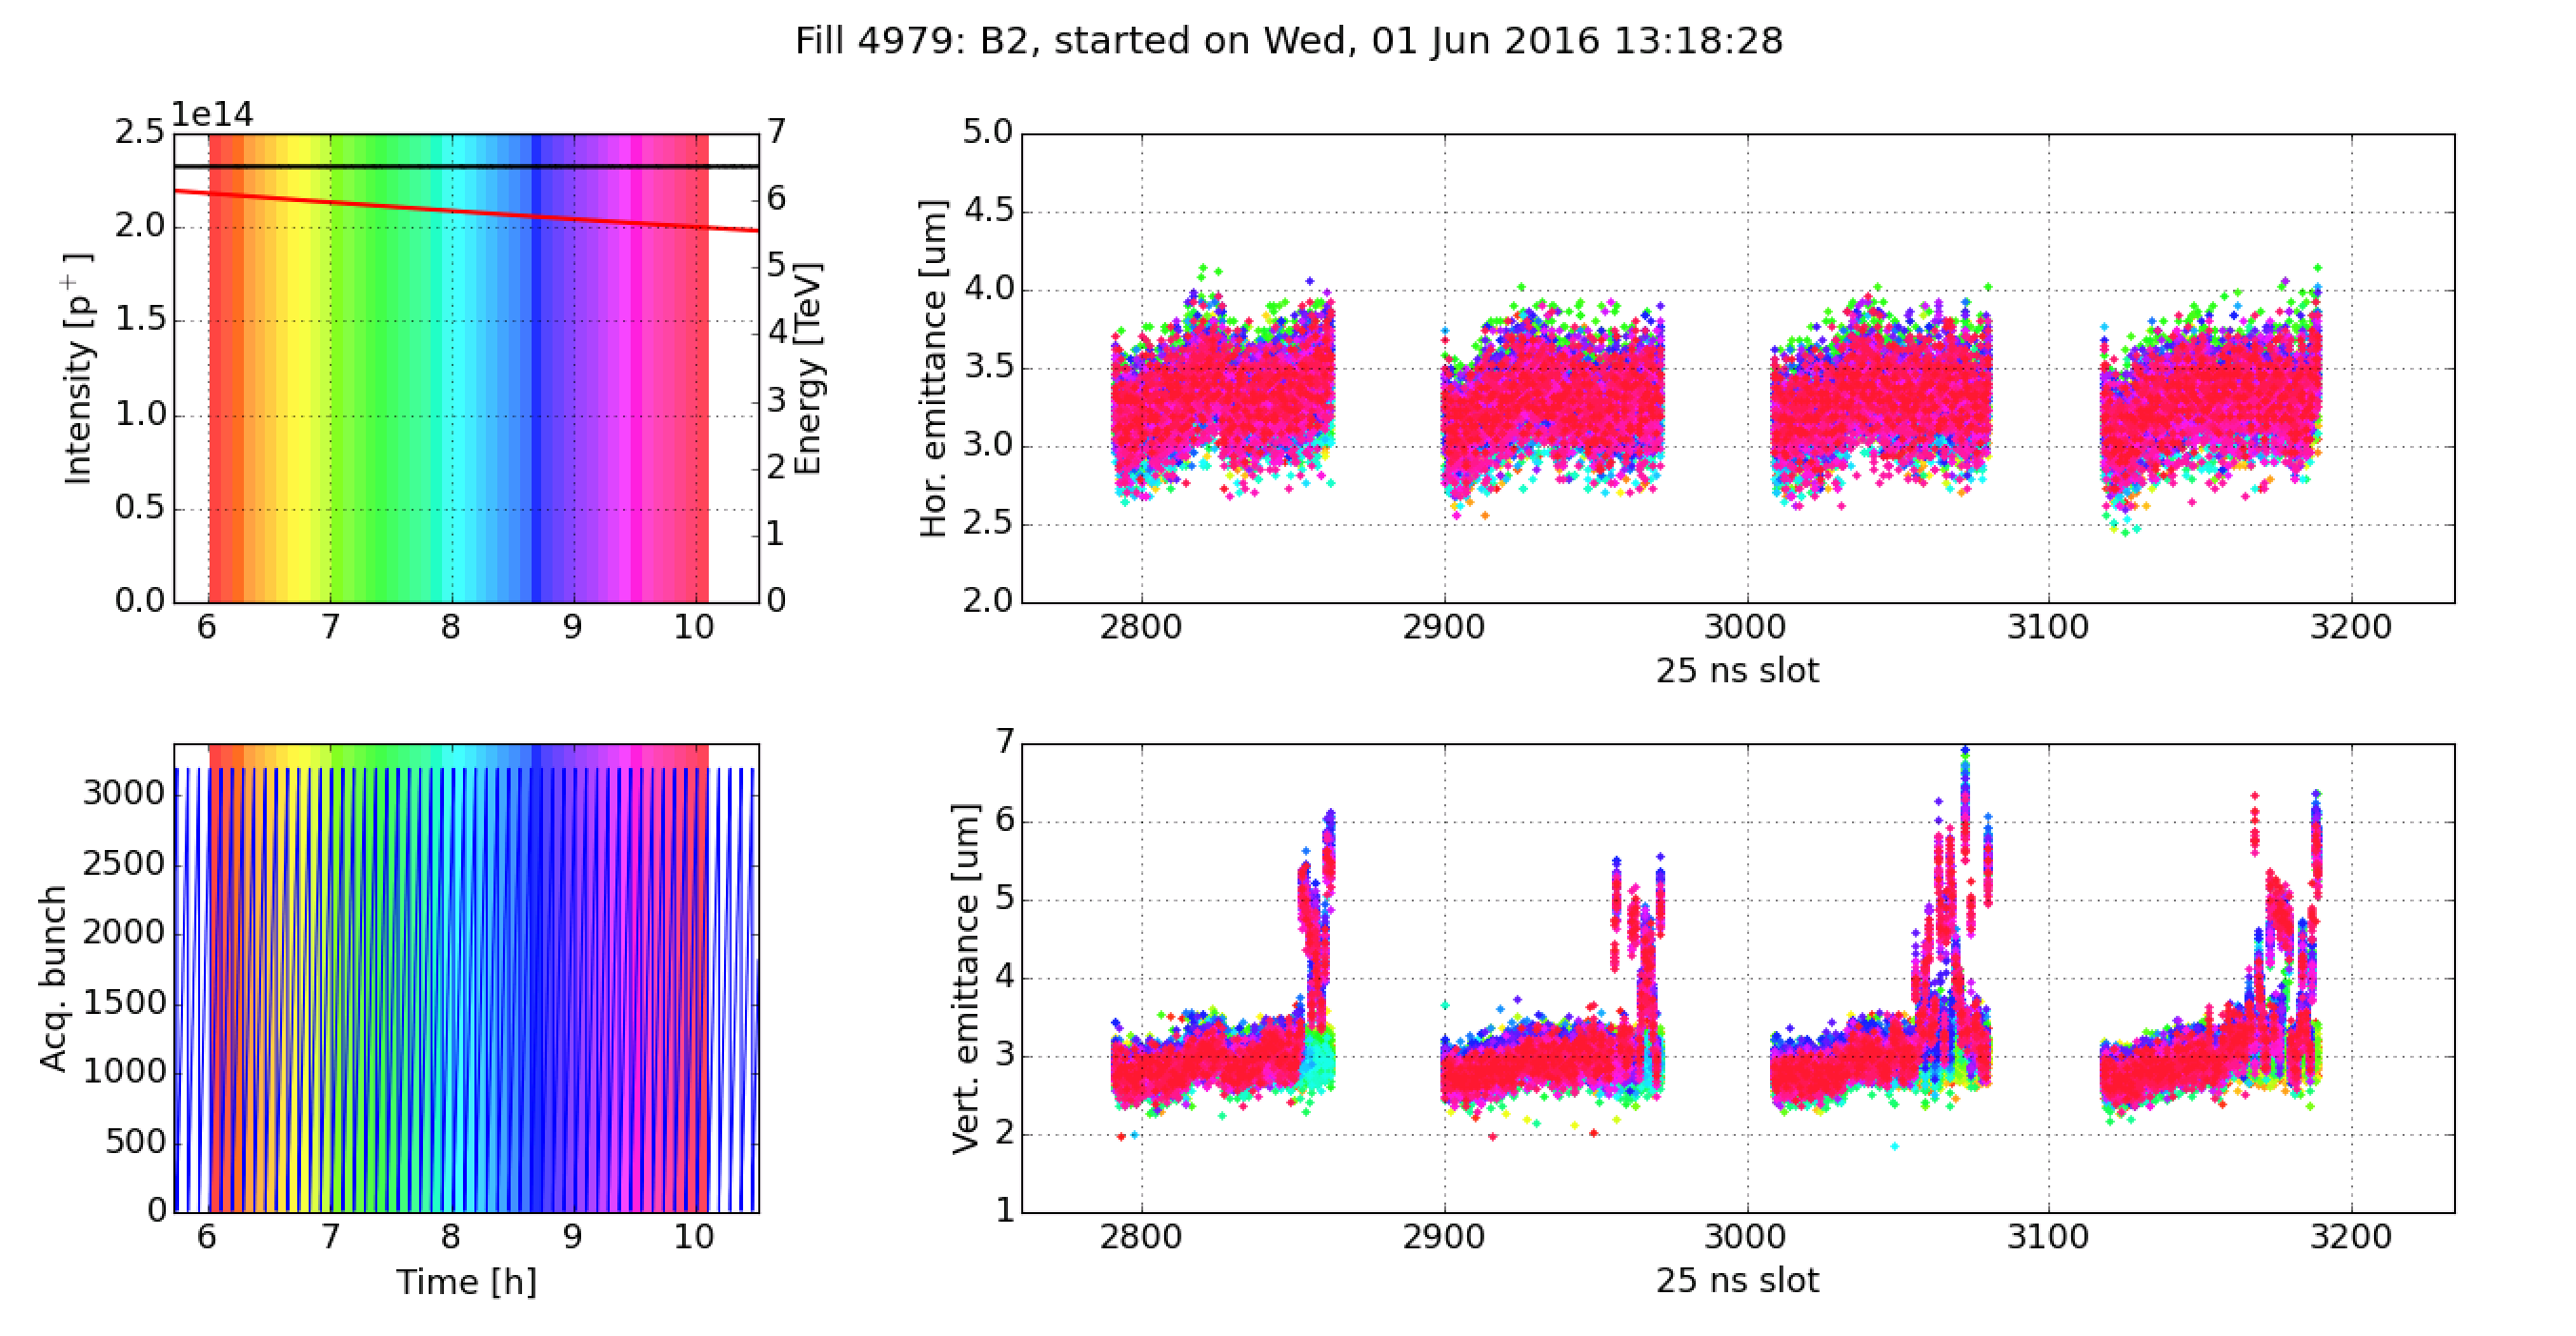 Fill 4979: B2, started on Wed, 01 Jun 2016 13:18:28
1e14
2.5
2.0
1.5
1.0
0.5
0.0
Intensity [p⁺]
7
6
5
4
3
2
1
0
Energy [TeV]
6 7 8 9 10
5.0
4.5
4.0
3.5
3.0
2.5
2.0
Hor. emittance [um]
2800 2900 3000 3100 3200
25 ns slot
3000
2500
2000
1500
1000
500
0
Acq. bunch
6 7 8 9 10
Time [h]
7
6
5
4
3
2
1
Vert. emittance [um]
2800 2900 3000 3100 3200
25 ns slot